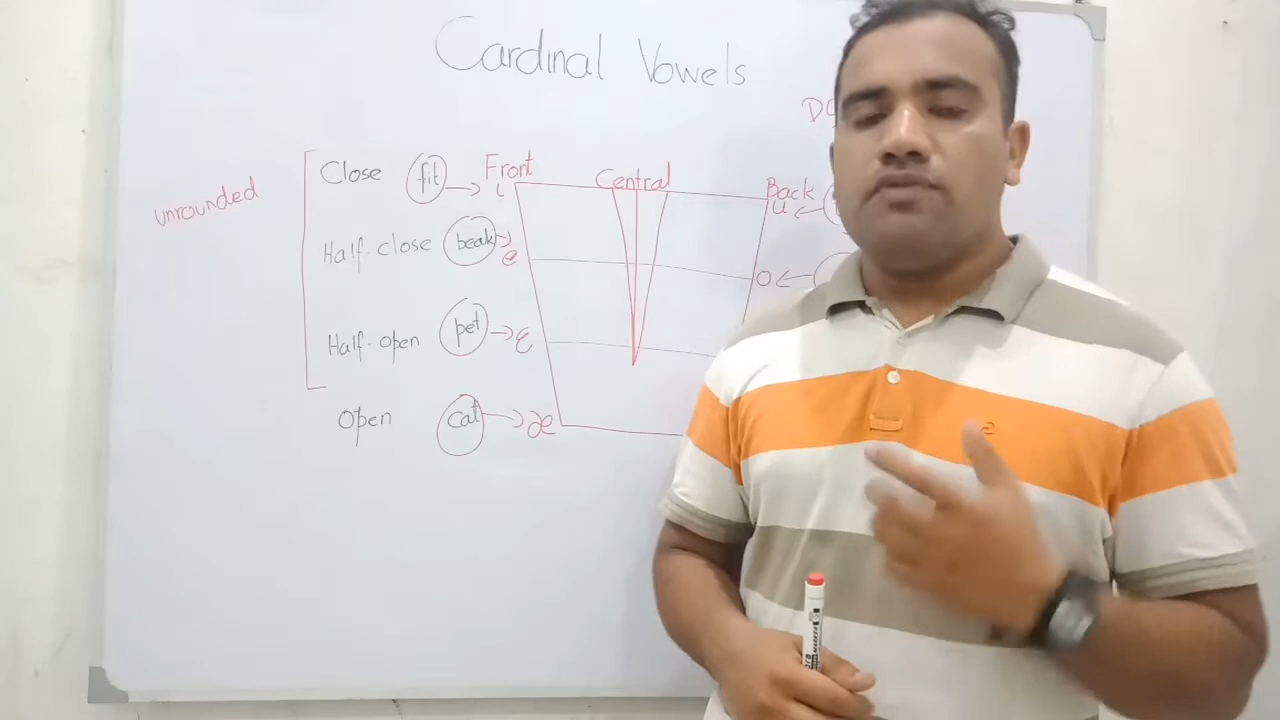 Cardinal Vowels
Close fit → i Front Central Back u ←
unrounded
Half-close beak → e o ←
Half-open pet → ε
Open cat → æ